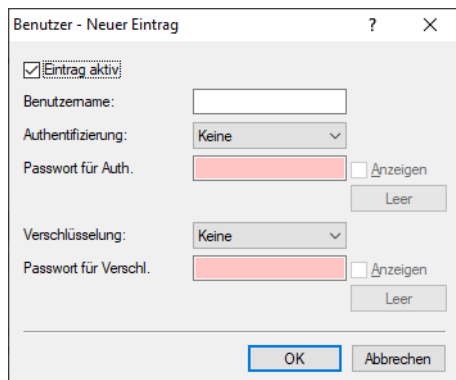 Benutzer - Neuer Eintrag
Eintrag aktiv
Benutzername:
Authentifizierung: Keine
Passwort für Auth. Anzeigen
Leer
Verschlüsselung: Keine
Passwort für Verschl. Anzeigen
Leer
OK Abbrechen